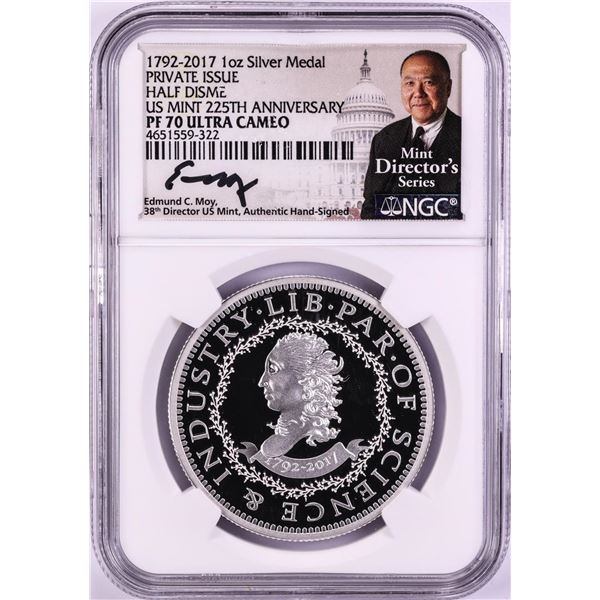 1792-2017 1oz Silver Medal
PRIVATE ISSUE
HALF DISME
US MINT 225TH ANNIVERSARY
PF 70 ULTRA CAMEO
4651559-322
Edmund C. Moy,
38th Director US Mint, Authentic Hand-Signed
Mint
Director's
Series
NGC®
INDUSTRY·LIB·PAR·OF SCIENCE &
1792-2017